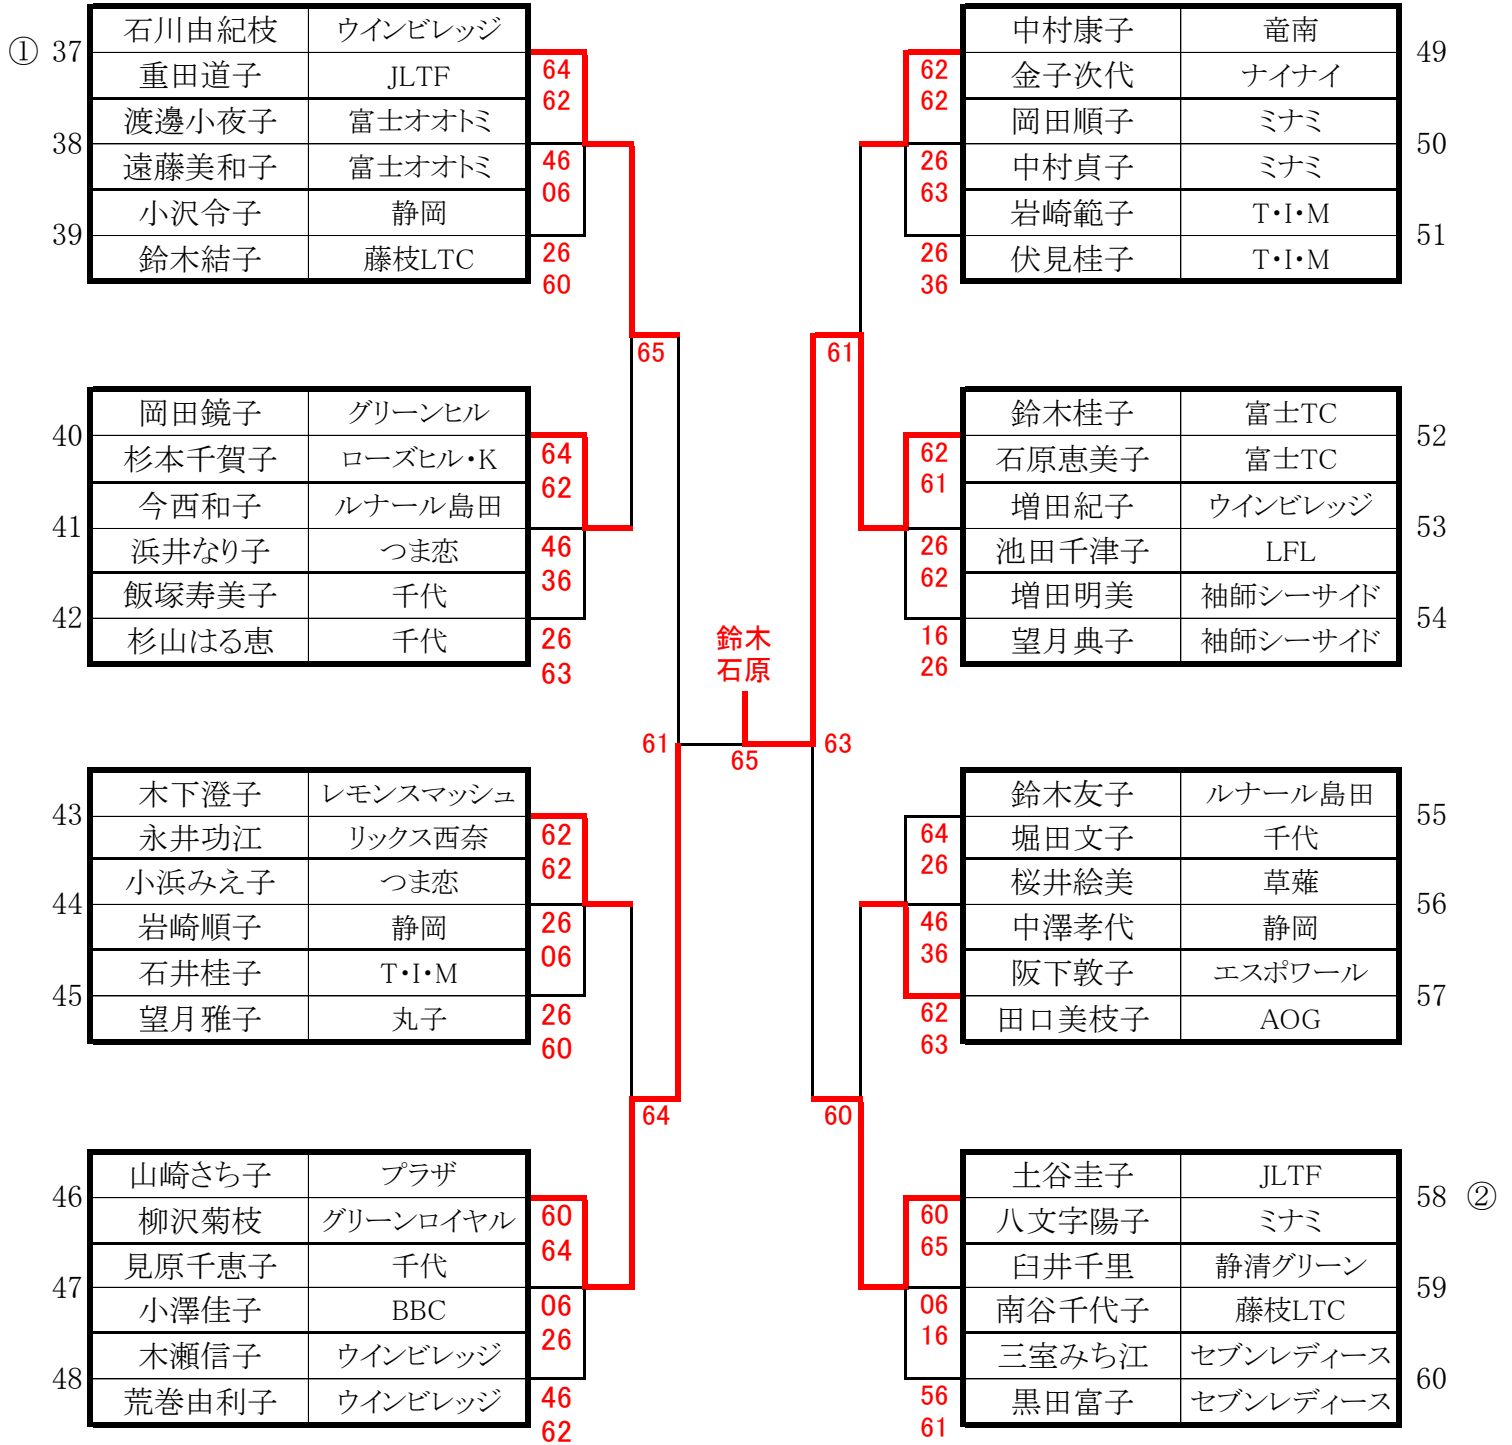 ① 37
石川由紀枝 ウインビレッジ
重田道子 JLTF
64
62
38
渡邊小夜子 富士オオトミ
遠藤美和子 富士オオトミ
46
06
39
小沢令子 静岡
鈴木結子 藤枝LTC
26
60
65
40
岡田鏡子 グリーンヒル
杉本千賀子 ローズヒル・K
64
62
41
今西和子 ルナール島田
浜井なり子 つま恋
46
36
42
飯塚寿美子 千代
杉山はる恵 千代
26
63
61
43
木下澄子 レモンスマッシュ
永井功江 リックス西奈
62
62
44
小浜みえ子 つま恋
岩崎順子 静岡
26
06
45
石井桂子 T・I・M
望月雅子 丸子
26
60
64
46
山崎さち子 プラザ
柳沢菊枝 グリーンロイヤル
60
64
47
見原千恵子 千代
小澤佳子 BBC
06
26
48
木瀬信子 ウインビレッジ
荒巻由利子 ウインビレッジ
46
62
鈴木
石原
65
49
中村康子 竜南
金子次代 ナイナイ
62
62
50
岡田順子 ミナミ
中村貞子 ミナミ
26
63
51
岩崎範子 T・I・M
伏見桂子 T・I・M
26
36
61
52
鈴木桂子 富士TC
石原恵美子 富士TC
62
61
53
増田紀子 ウインビレッジ
池田千津子 LFL
26
62
54
増田明美 袖師シーサイド
望月典子 袖師シーサイド
16
26
63
55
鈴木友子 ルナール島田
堀田文子 千代
64
26
56
桜井絵美 草薙
中澤孝代 静岡
46
36
57
阪下敦子 エスポワール
田口美枝子 AOG
62
63
60
58 ②
土谷圭子 JLTF
八文字陽子 ミナミ
60
65
59
臼井千里 静清グリーン
南谷千代子 藤枝LTC
06
16
60
三室みち江 セブンレディース
黒田富子 セブンレディース
56
61